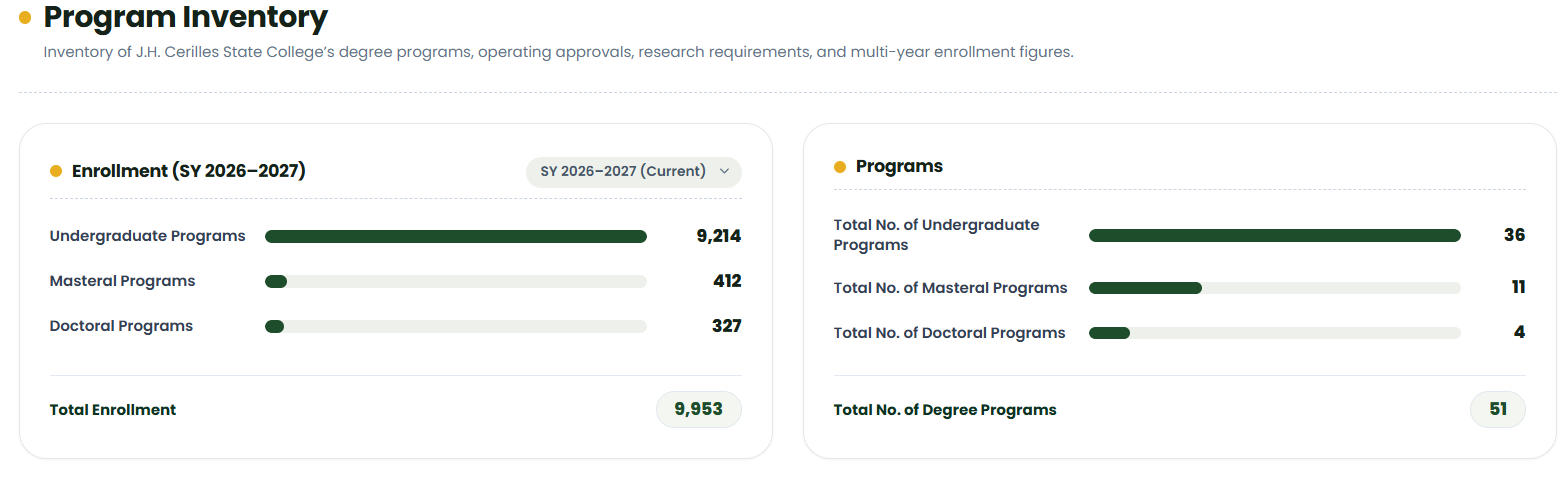 Program Inventory
Inventory of J.H. Cerilles State College’s degree programs, operating approvals, research requirements, and multi-year enrollment figures.
Enrollment (SY 2026–2027)
SY 2026–2027 (Current)
Undergraduate Programs 9,214
Masteral Programs 412
Doctoral Programs 327
Total Enrollment 9,953
Programs
Total No. of Undergraduate
Programs 36
Total No. of Masteral Programs 11
Total No. of Doctoral Programs 4
Total No. of Degree Programs 51